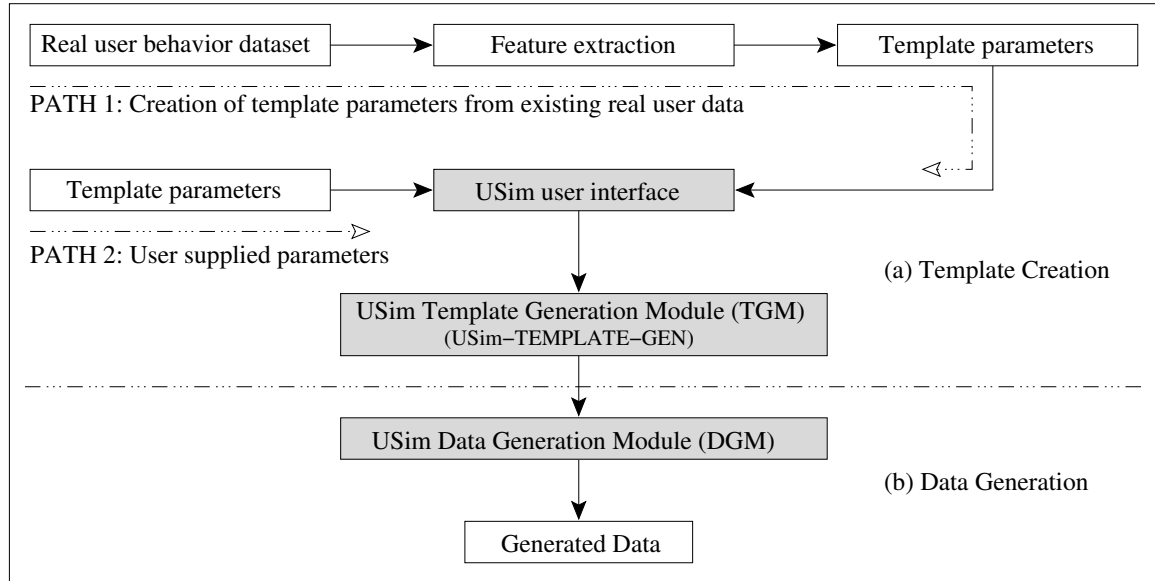 Real user behavior dataset
Feature extraction
Template parameters
PATH 1: Creation of template parameters from existing real user data
Template parameters
USim user interface
PATH 2: User supplied parameters
(a) Template Creation
USim Template Generation Module (TGM)
(USim−TEMPLATE−GEN)
USim Data Generation Module (DGM)
(b) Data Generation
Generated Data